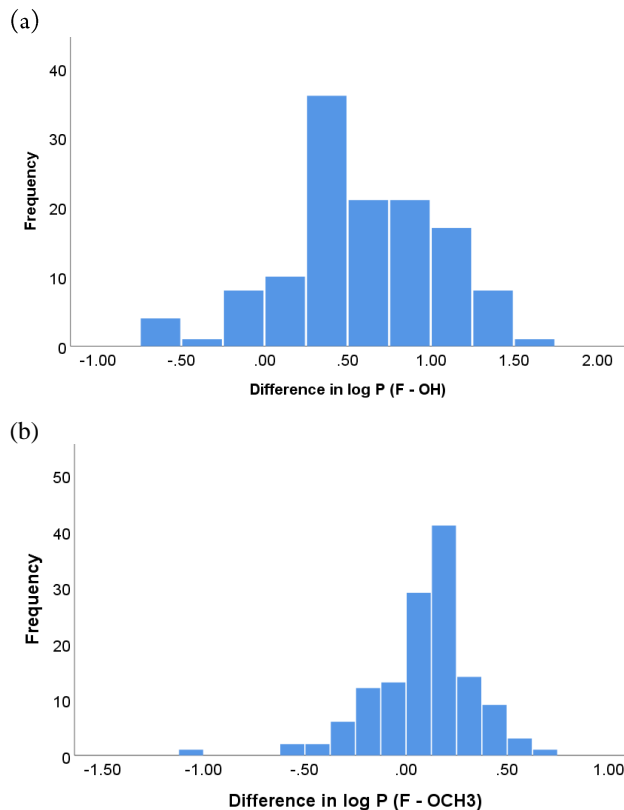 (a)
40
30
20
10
0
Frequency
-1.00 -.50 .00 .50 1.00 1.50 2.00
Difference in log P (F - OH)
(b)
50
40
30
20
10
0
Frequency
-1.50 -1.00 -.50 .00 .50 1.00
Difference in log P (F - OCH3)